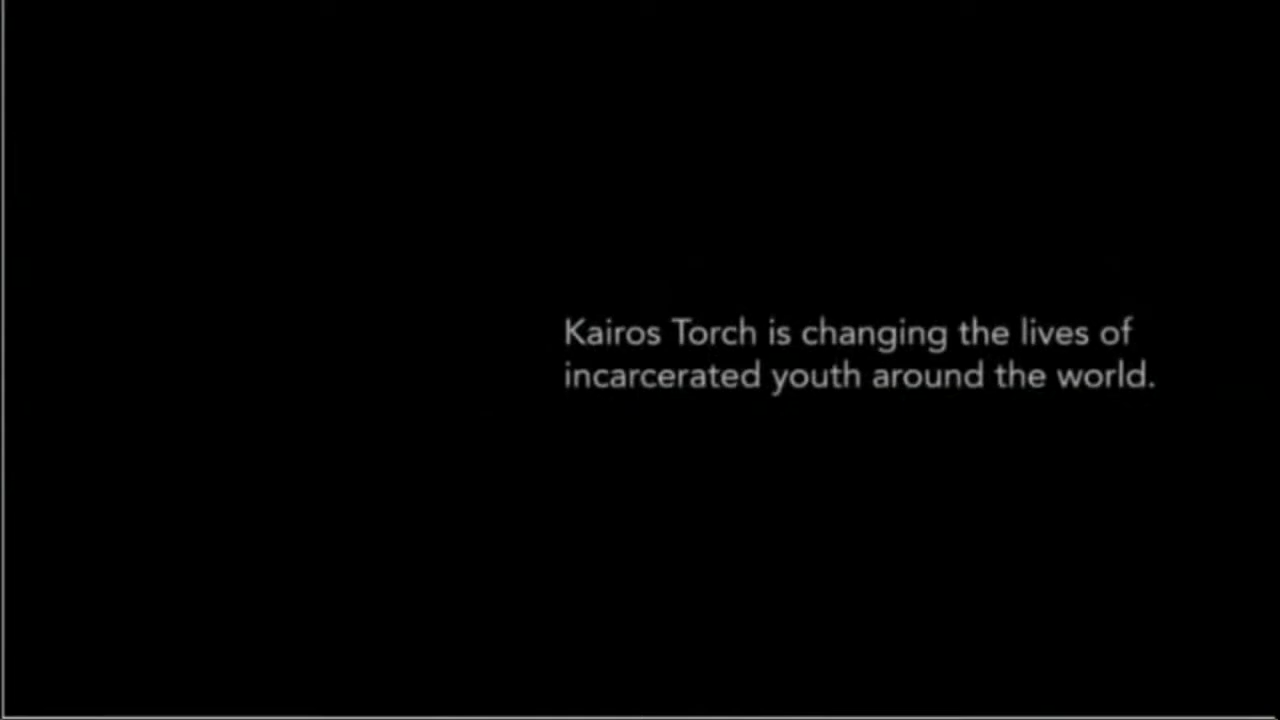 Kairos Torch is changing the lives of
incarcerated youth around the world.